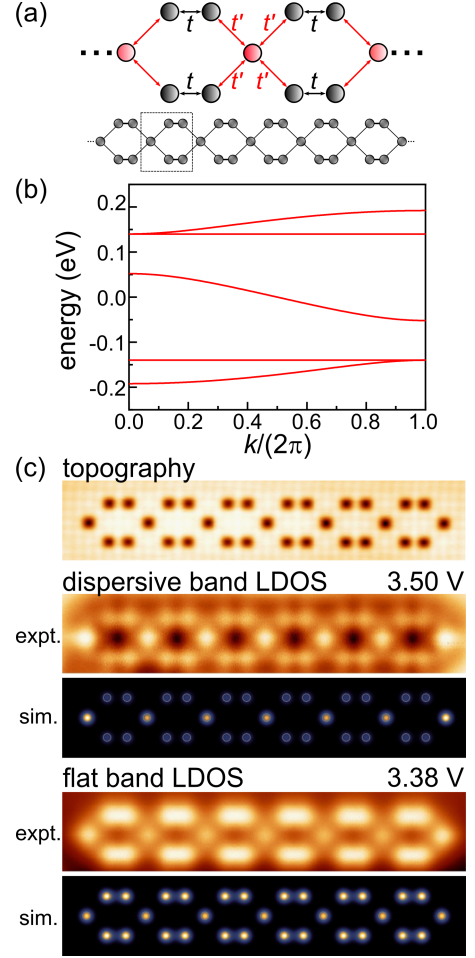 (a)
t t
t' t'
t' t'
t t
(b)
energy (eV)
0.2
0.1
0.0
-0.1
-0.2
0.0 0.2 0.4 0.6 0.8 1.0
k/(2π)
(c)
topography
dispersive band LDOS 3.50 V
expt.
sim.
flat band LDOS 3.38 V
expt.
sim.